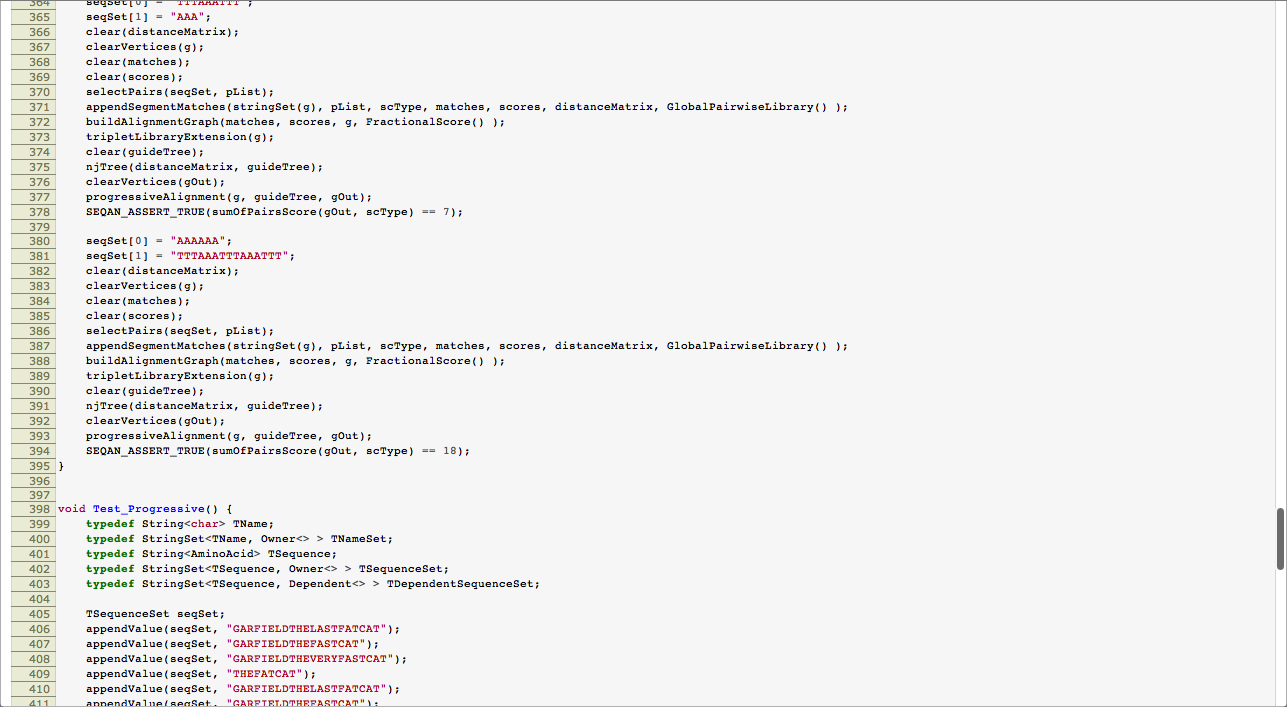 364 seqSet[0] = "TTTAAATTT";
365 seqSet[1] = "AAA";
366 clear(distanceMatrix);
367 clearVertices(g);
368 clear(matches);
369 clear(scores);
370 selectPairs(seqSet, pList);
371 appendSegmentMatches(stringSet(g), pList, scType, matches, scores, distanceMatrix, GlobalPairwiseLibrary() );
372 buildAlignmentGraph(matches, scores, g, FractionalScore() );
373 tripletLibraryExtension(g);
374 clear(guideTree);
375 njTree(distanceMatrix, guideTree);
376 clearVertices(gOut);
377 progressiveAlignment(g, guideTree, gOut);
378 SEQAN_ASSERT_TRUE(sumOfPairsScore(gOut, scType) == 7);
379
380 seqSet[0] = "AAAAAA";
381 seqSet[1] = "TTTAAATTTAAATTT";
382 clear(distanceMatrix);
383 clearVertices(g);
384 clear(matches);
385 clear(scores);
386 selectPairs(seqSet, pList);
387 appendSegmentMatches(stringSet(g), pList, scType, matches, scores, distanceMatrix, GlobalPairwiseLibrary() );
388 buildAlignmentGraph(matches, scores, g, FractionalScore() );
389 tripletLibraryExtension(g);
390 clear(guideTree);
391 njTree(distanceMatrix, guideTree);
392 clearVertices(gOut);
393 progressiveAlignment(g, guideTree, gOut);
394 SEQAN_ASSERT_TRUE(sumOfPairsScore(gOut, scType) == 18);
395 }
396
397
398 void Test_Progressive() {
399 typedef String<char> TName;
400 typedef StringSet<TName, Owner<> > TNameSet;
401 typedef String<AminoAcid> TSequence;
402 typedef StringSet<TSequence, Owner<> > TSequenceSet;
403 typedef StringSet<TSequence, Dependent<> > TDependentSequenceSet;
404
405 TSequenceSet seqSet;
406 appendValue(seqSet, "GARFIELDTHELASTFATCAT");
407 appendValue(seqSet, "GARFIELDTHEFASTCAT");
408 appendValue(seqSet, "GARFIELDTHEVERYFASTCAT");
409 appendValue(seqSet, "THEFATCAT");
410 appendValue(seqSet, "GARFIELDTHELASTFATCAT");
411 appendValue(seqSet, "GARFIELDTHEFASTCAT");